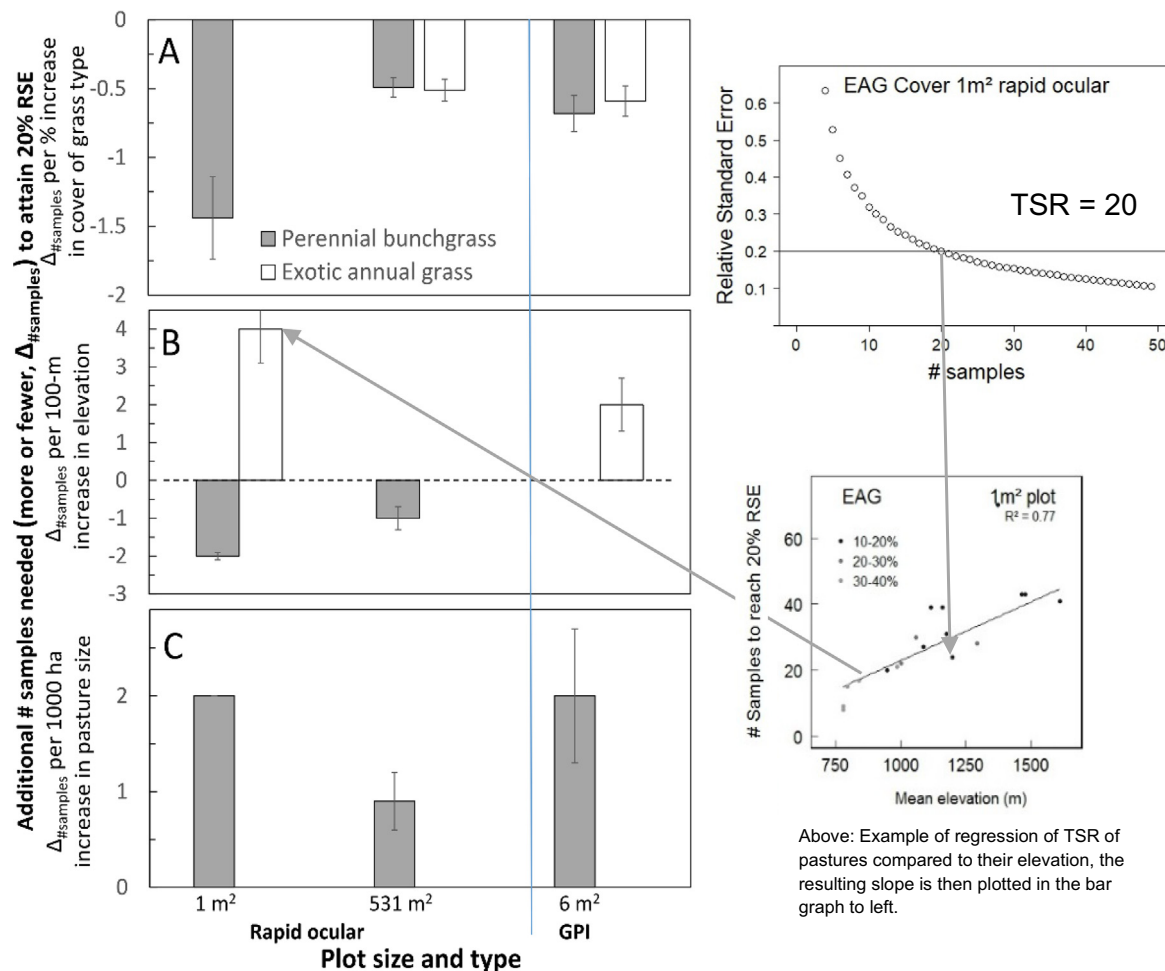 Additional # samples needed (more or fewer, Δ#samples) to attain 20% RSE
Δ#samples per % increase
in cover of grass type
0
-0.5
-1
-1.5
-2
A
Perennial bunchgrass
Exotic annual grass
Δ#samples per 100-m
increase in elevation
4
3
2
1
0
-1
-2
-3
B
Δ#samples per 1000 ha
increase in pasture size
2
1
0
C
1 m²
531 m²
6 m²
Rapid ocular
GPI
Plot size and type
Relative Standard Error
0.6
0.5
0.4
0.3
0.2
0.1
EAG Cover 1m² rapid ocular
TSR = 20
0
10
20
30
40
50
# samples
# Samples to reach 20% RSE
60
40
20
0
EAG
1m² plot
R² = 0.77
10-20%
20-30%
30-40%
750
1000
1250
1500
Mean elevation (m)
Above: Example of regression of TSR of
pastures compared to their elevation, the
resulting slope is then plotted in the bar
graph to left.